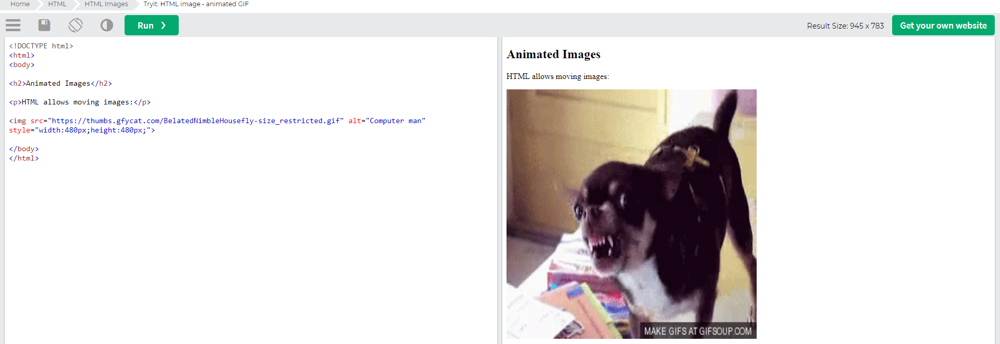 Home HTML HTML Images Tryit: HTML image - animated GIF
Run ❯ Result Size: 945 x 783 Get your own website
<!DOCTYPE html>
<html>
<body>
<h2>Animated Images</h2>
<p>HTML allows moving images:</p>
<img src="https://thumbs.gfycat.com/BelatedNimbleHousefly-size_restricted.gif" alt="Computer man"
style="width:480px;height:480px;">
</body>
</html>
Animated Images
HTML allows moving images:
MAKE GIFS AT GIFSOUP.COM